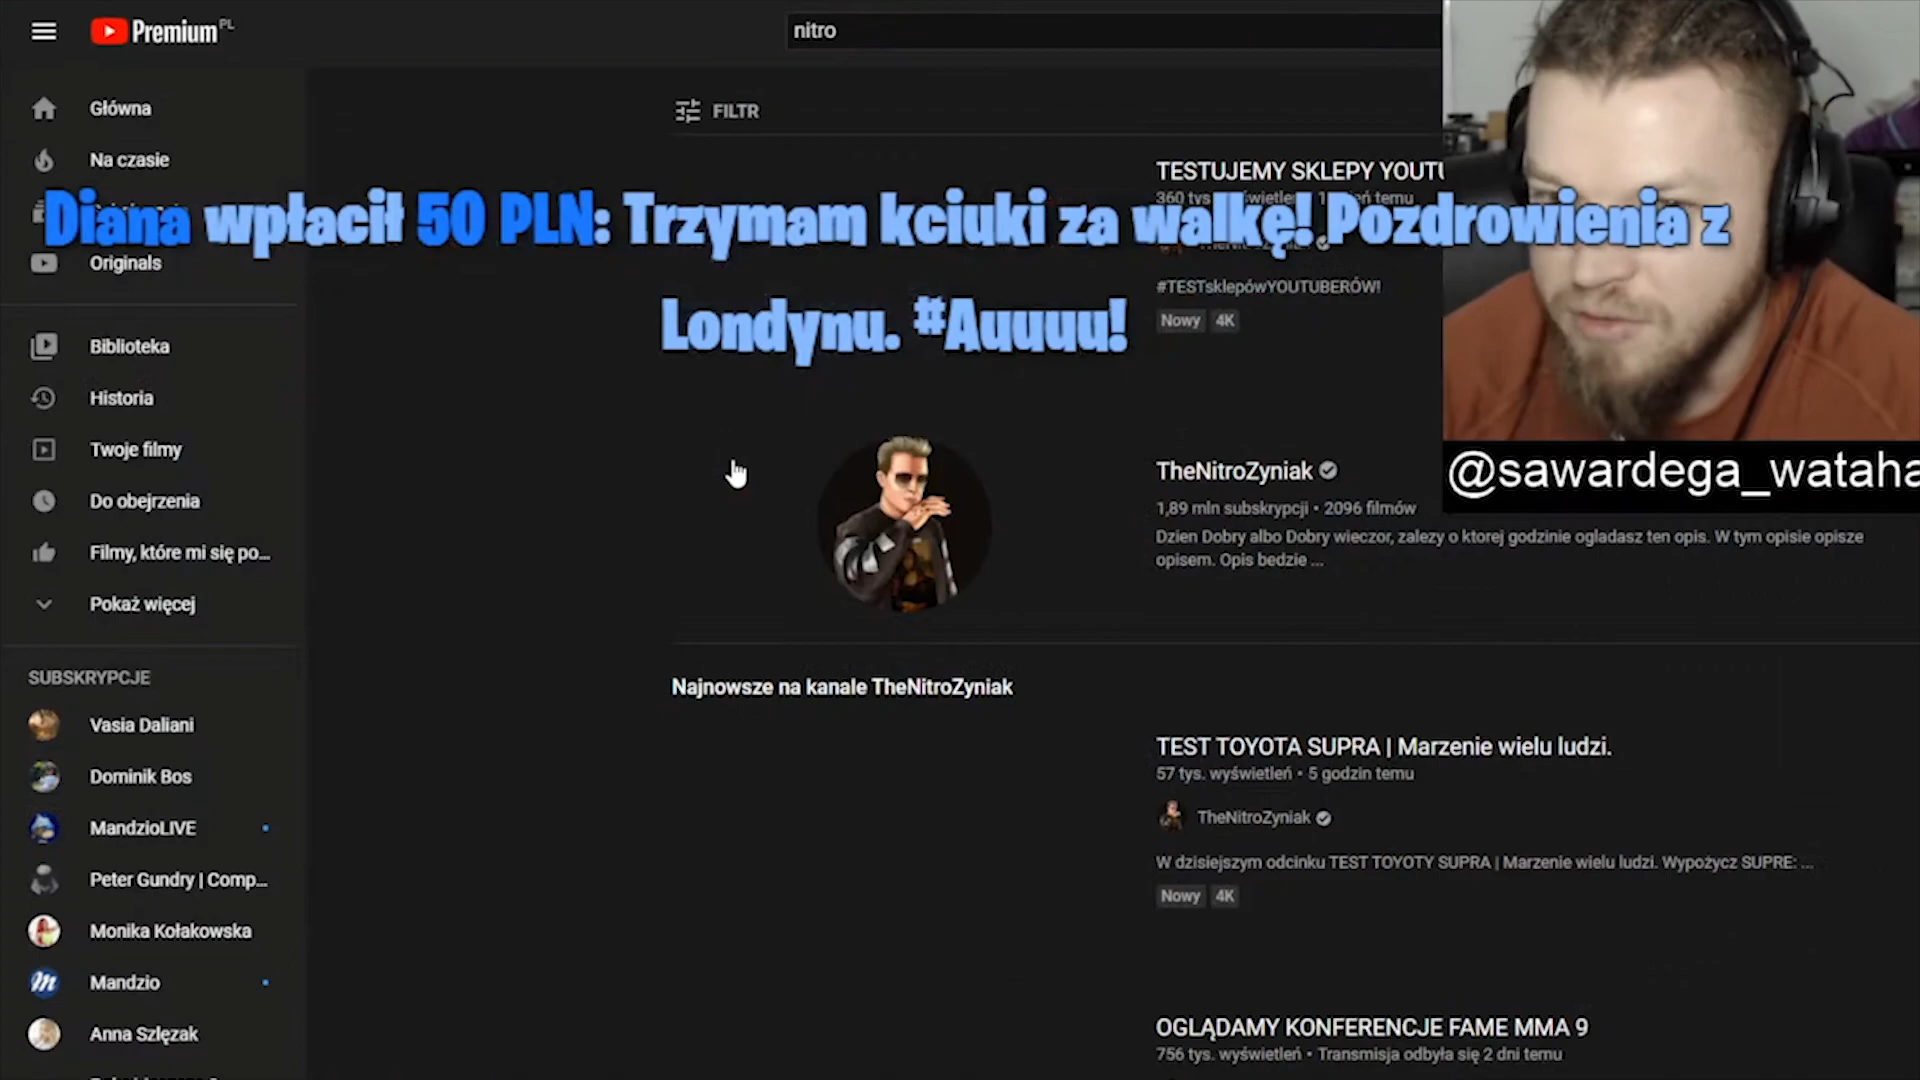 Premium PL
nitro
Główna
Na czasie
Originals
Biblioteka
Historia
Twoje filmy
Do obejrzenia
Filmy, które mi się po...
Pokaż więcej
SUBSKRYPCJE
Vasia Daliani
Dominik Bos
MandzioLIVE
Peter Gundry | Comp...
Monika Kołakowska
Mandzio
Anna Szlęzak
FILTR
TESTUJEMY SKLEPY YOUTU
360 tys.
temu
Diana wpłacił 50 PLN: Trzymam kciuki za walkę! Pozdrowienia z
Londynu. #Auuuu!
#TESTsklepówYOUTUBERÓW!
Nowy 4K
@sawardega_wataha
TheNitroZyniak
1,89 mln subskrypcji • 2096 filmów
Dzien Dobry albo Dobry wieczor, zalezy o ktorej godzinie ogladasz ten opis. W tym opisie opisze
opisem. Opis bedzie ...
Najnowsze na kanale TheNitroZyniak
TEST TOYOTA SUPRA | Marzenie wielu ludzi.
57 tys. wyświetleń • 5 godzin temu
TheNitroZyniak
W dzisiejszym odcinku TEST TOYOTY SUPRA | Marzenie wielu ludzi. Wypożycz SUPRE: ...
Nowy 4K
OGLĄDAMY KONFERENCJE FAME MMA 9
756 tys. wyświetleń • Transmisja odbyła się 2 dni temu